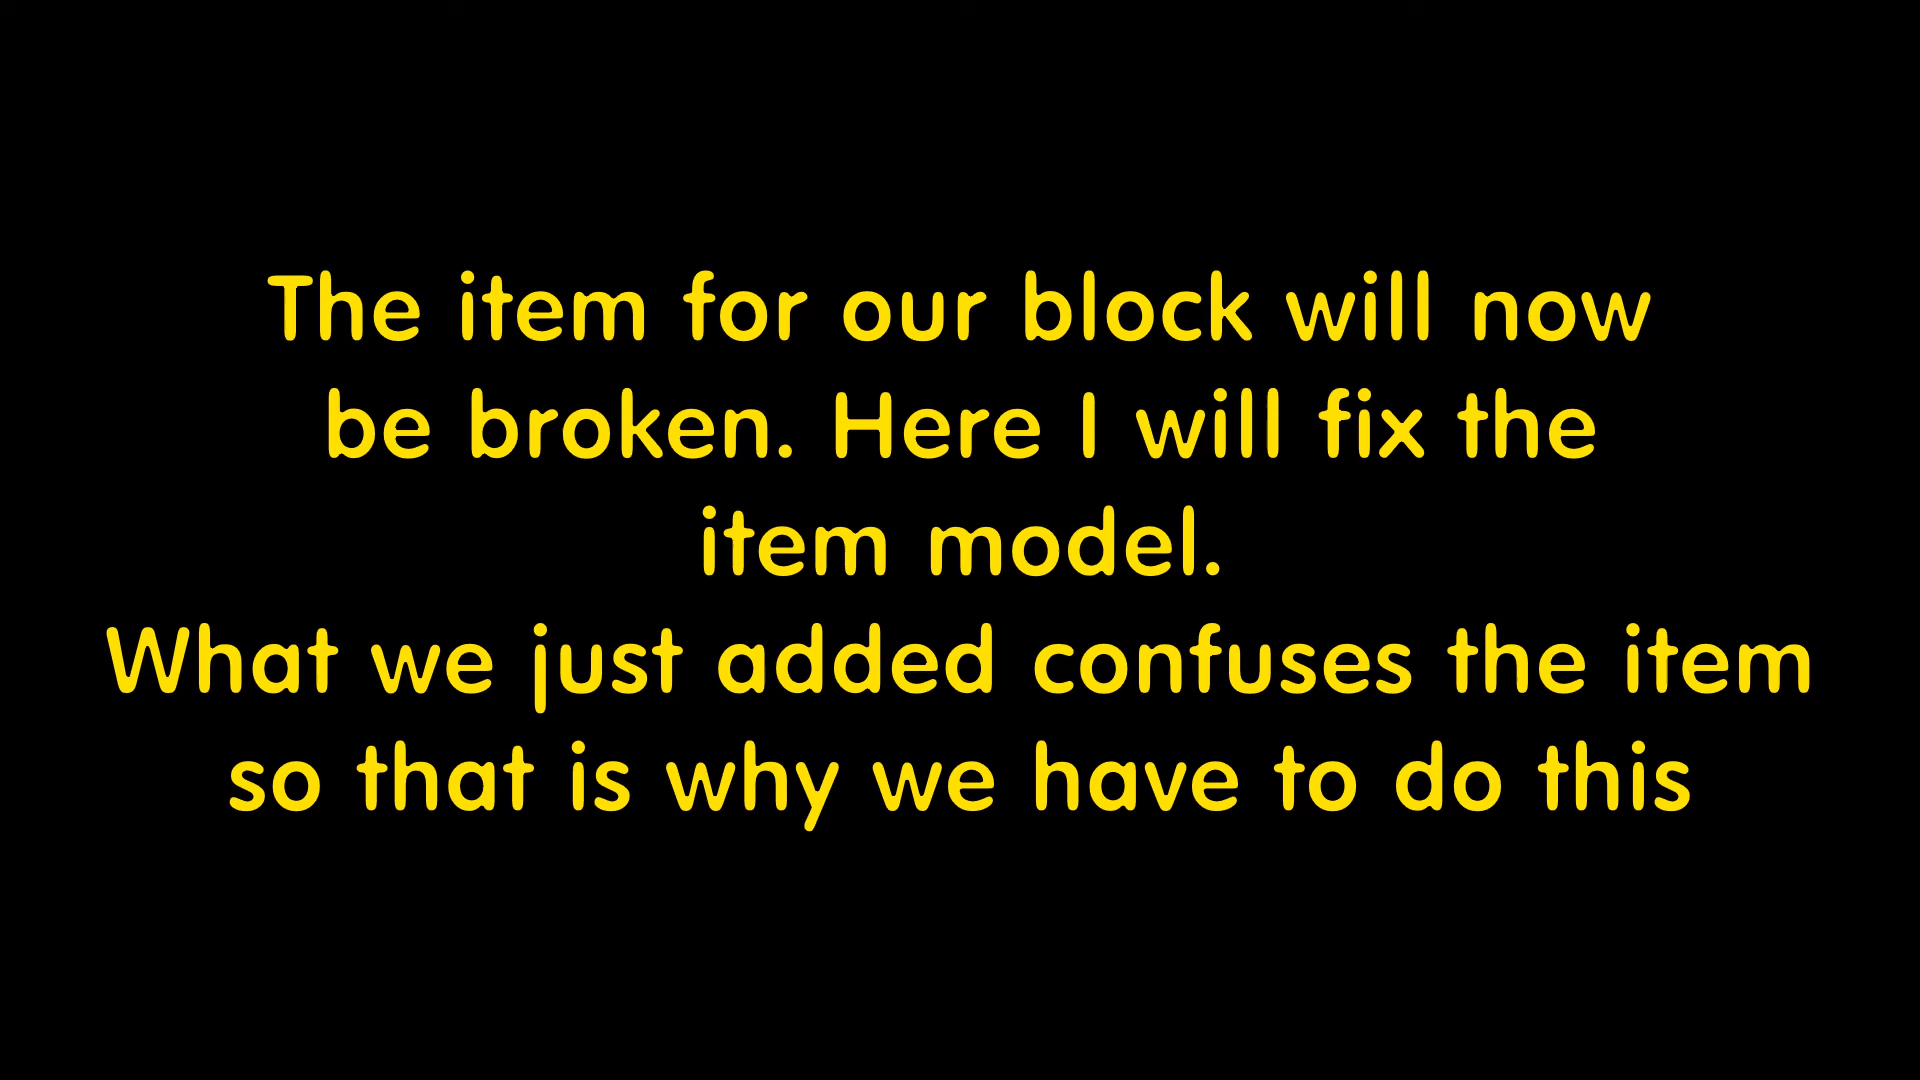 The item for our block will now
be broken. Here I will fix the
item model.
What we just added confuses the item
so that is why we have to do this